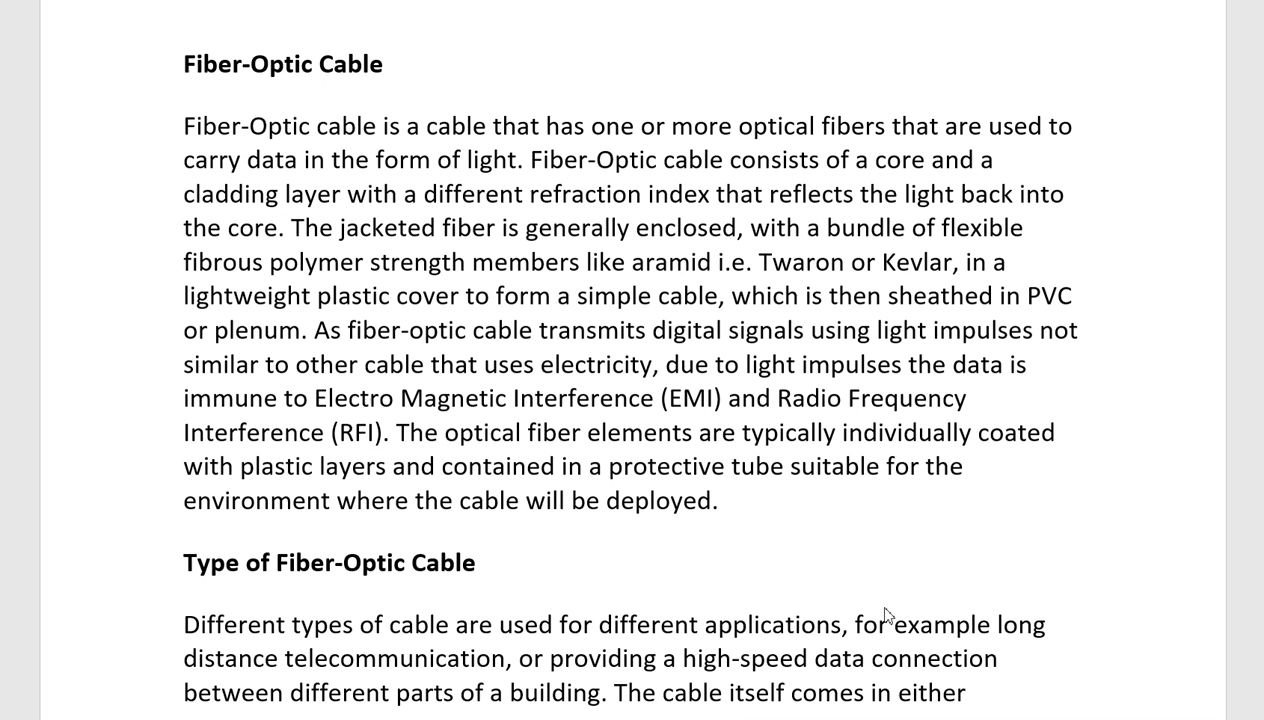 Fiber-Optic Cable
Fiber-Optic cable is a cable that has one or more optical fibers that are used to
carry data in the form of light. Fiber-Optic cable consists of a core and a
cladding layer with a different refraction index that reflects the light back into
the core. The jacketed fiber is generally enclosed, with a bundle of flexible
fibrous polymer strength members like aramid i.e. Twaron or Kevlar, in a
lightweight plastic cover to form a simple cable, which is then sheathed in PVC
or plenum. As fiber-optic cable transmits digital signals using light impulses not
similar to other cable that uses electricity, due to light impulses the data is
immune to Electro Magnetic Interference (EMI) and Radio Frequency
Interference (RFI). The optical fiber elements are typically individually coated
with plastic layers and contained in a protective tube suitable for the
environment where the cable will be deployed.
Type of Fiber-Optic Cable
Different types of cable are used for different applications, for example long
distance telecommunication, or providing a high-speed data connection
between different parts of a building. The cable itself comes in either